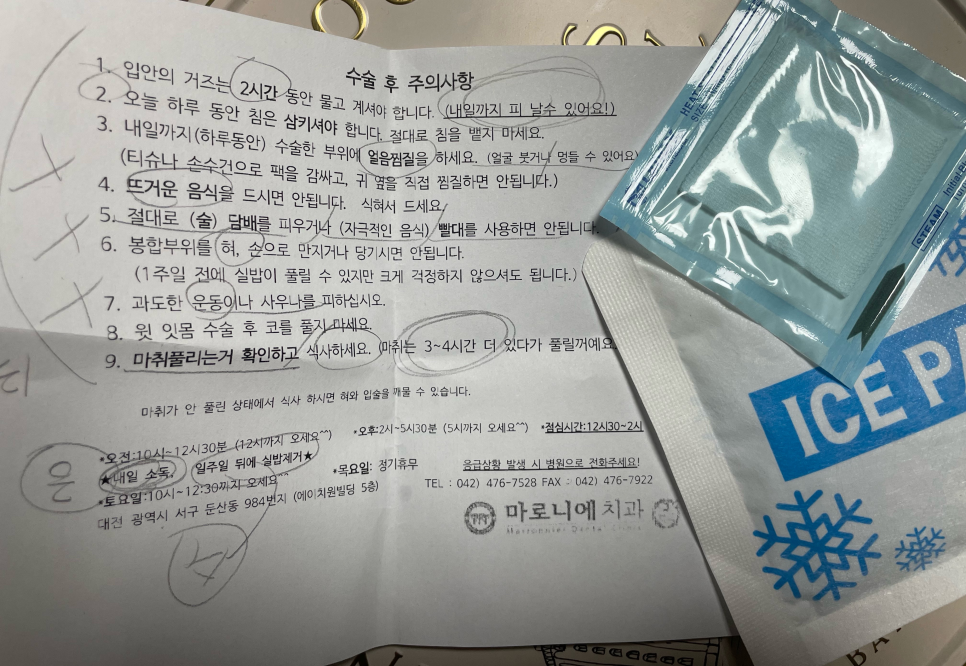 수술 후 주의사항
1. 입안의 거즈는 2시간 동안 물고 계셔야 합니다. (내일까지 피 날수 있어요!)
2. 오늘 하루 동안 침은 삼키셔야 합니다. 절대로 침을 뱉지 마세요.
3. 내일까지(하루동안) 수술한 부위에 얼음찜질을 하세요. (얼굴 붓거나 멍들 수 있어요)
(티슈나 손수건으로 팩을 감싸고, 귀 옆을 직접 찜질하면 안됩니다.)
4. 뜨거운 음식을 드시면 안됩니다. 식혀서 드세요.
5. 절대로 (술) 담배를 피우거나 (자극적인 음식) 빨대를 사용하면 안됩니다.
6. 봉합부위를 혀, 손으로 만지거나 당기시면 안됩니다.
(1주일 전에 실밥이 풀릴 수 있지만 크게 걱정하지 않으셔도 됩니다.)
7. 과도한 운동이나 사우나를 피하십시오.
8. 윗 잇몸 수술 후 코를 풀지 마세요.
9. 마취풀리는거 확인하고 식사하세요. (마취는 3~4시간 더 있다가 풀릴꺼예요
마취가 안 풀린 상태에서 식사 하시면 혀와 입술을 깨물 수 있습니다.
*오전:10시~12시30분 (12시까지 오세요^^) *오후:2시~5시30분 (5시까지 오세요^^) *점심시간:12시30~2시
★내일 소독, 일주일 뒤에 실밥제거★ *목요일: 정기휴무 응급상황 발생 시 병원으로 전화주세요!
*토요일:10시~12:30까지 오세요^^ TEL : 042) 476-7528 FAX : 042) 476-7922
대전 광역시 서구 둔산동 984번지 (에이치원빌딩 5층)
마로니에 치과
은
STEAM
ICE PA